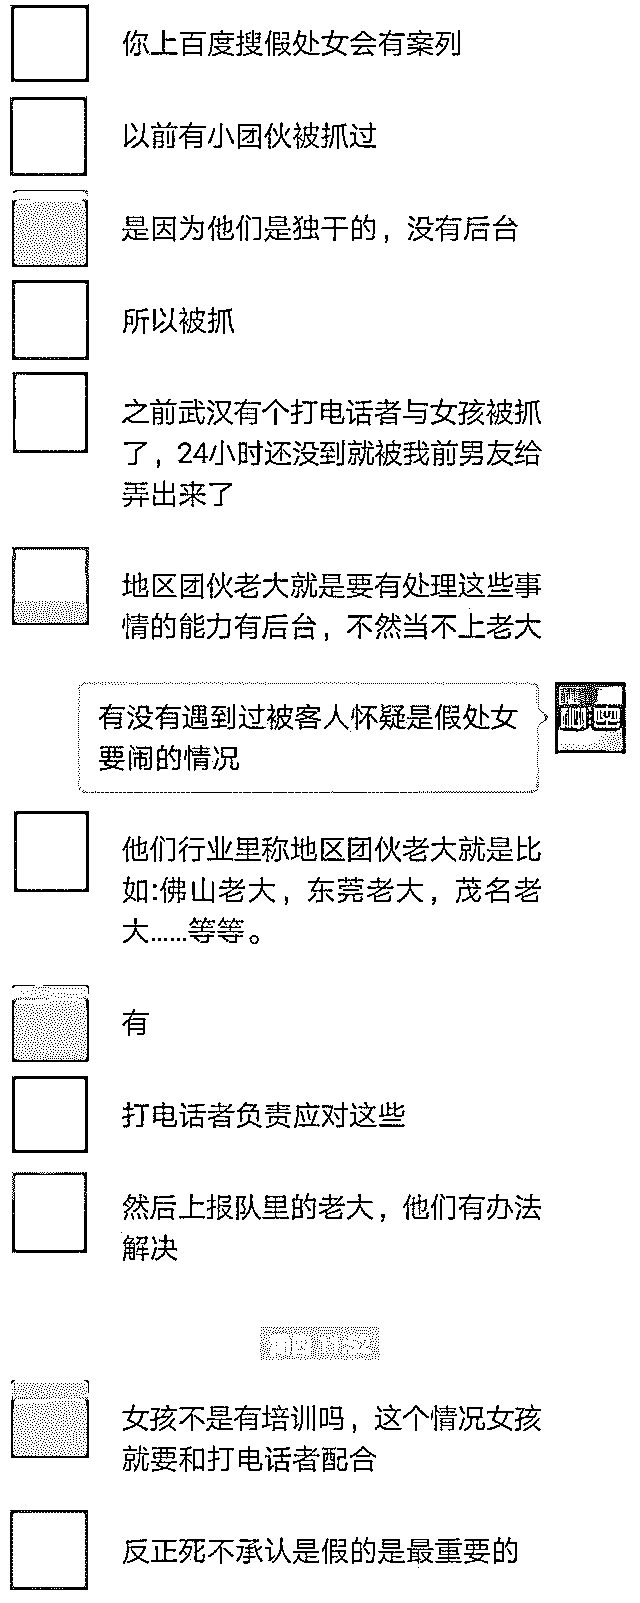 你上百度搜假处女会有案列
以前有小团伙被抓过
是因为他们是独干的，没有后台
所以被抓
之前武汉有个打电话者与女孩被抓
了，24小时还没到就被我前男友给
弄出来了
地区团伙老大就是要有处理这些事
情的能力有后台，不然当不上老大
有没有遇到过被客人怀疑是假处女
要闹的情况
他们行业里称地区团伙老大就是比
如:佛山老大，东莞老大，茂名老
大......等等。
有
打电话者负责应对这些
然后上报队里的老大，他们有办法
解决
女孩不是有培训吗，这个情况女孩
就要和打电话者配合
反正死不承认是假的是最重要的